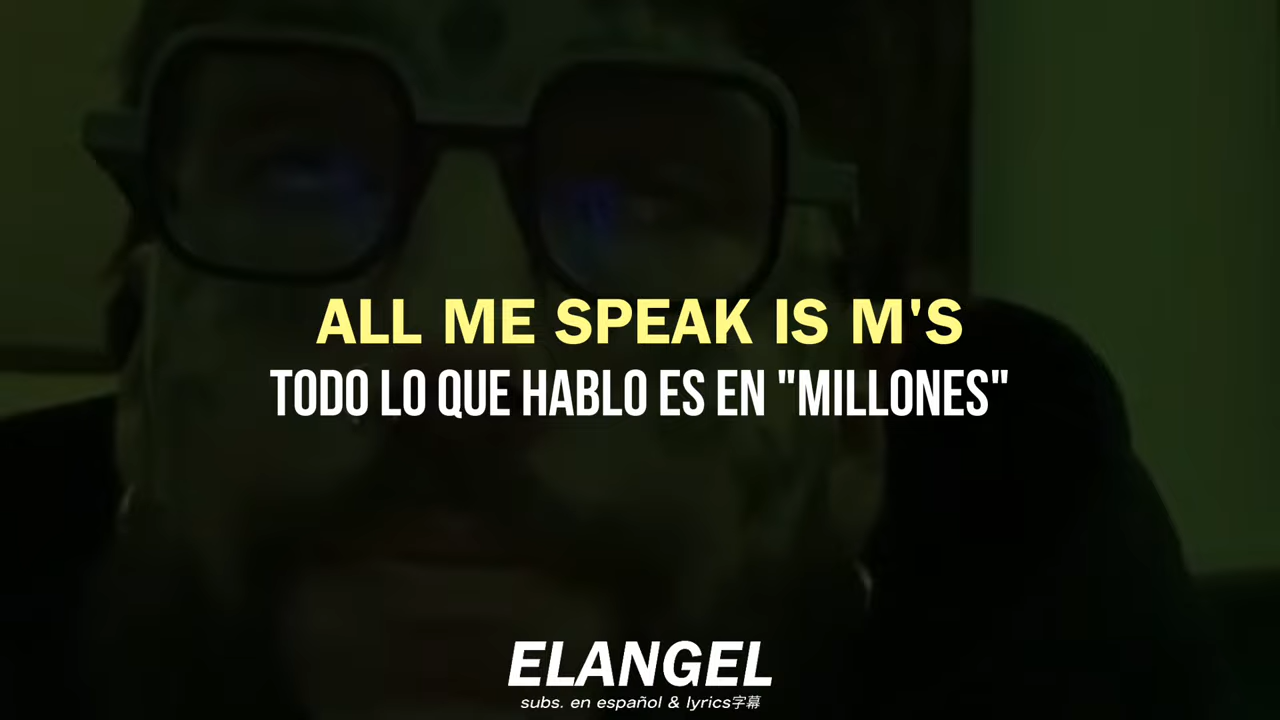 ALL ME SPEAK IS M'S
TODO LO QUE HABLO ES EN "MILLONES"
ELANGEL
subs. en español & lyrics字幕